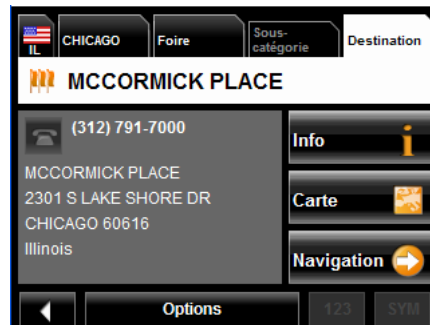 IL
CHICAGO
Foire
Sous-
catégorie
Destination
MCCORMICK PLACE
(312) 791-7000
MCCORMICK PLACE
2301 S LAKE SHORE DR
CHICAGO 60616
Illinois
Info
Carte
Navigation
Options
123
SYM